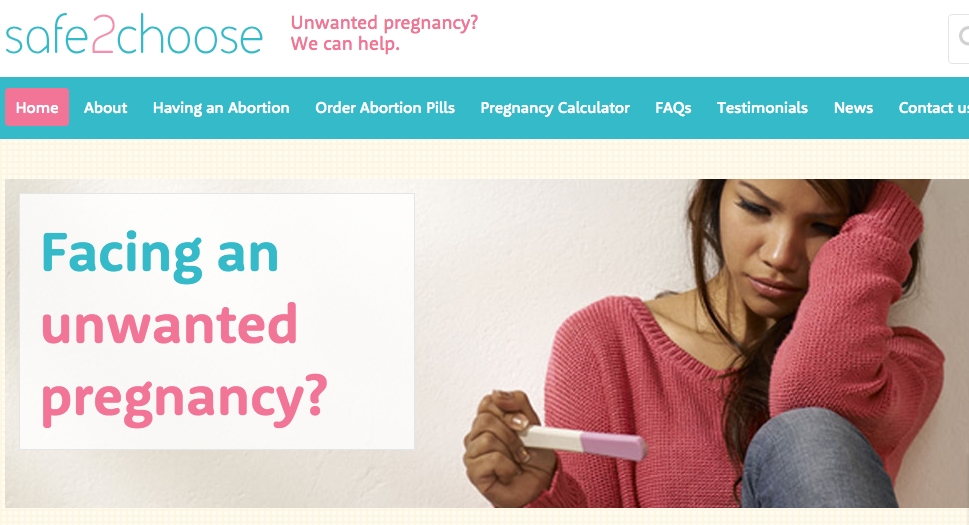 safe2choose
Unwanted pregnancy?
We can help.
Home About Having an Abortion Order Abortion Pills Pregnancy Calculator FAQs Testimonials News Contact us
Facing an
unwanted
pregnancy?